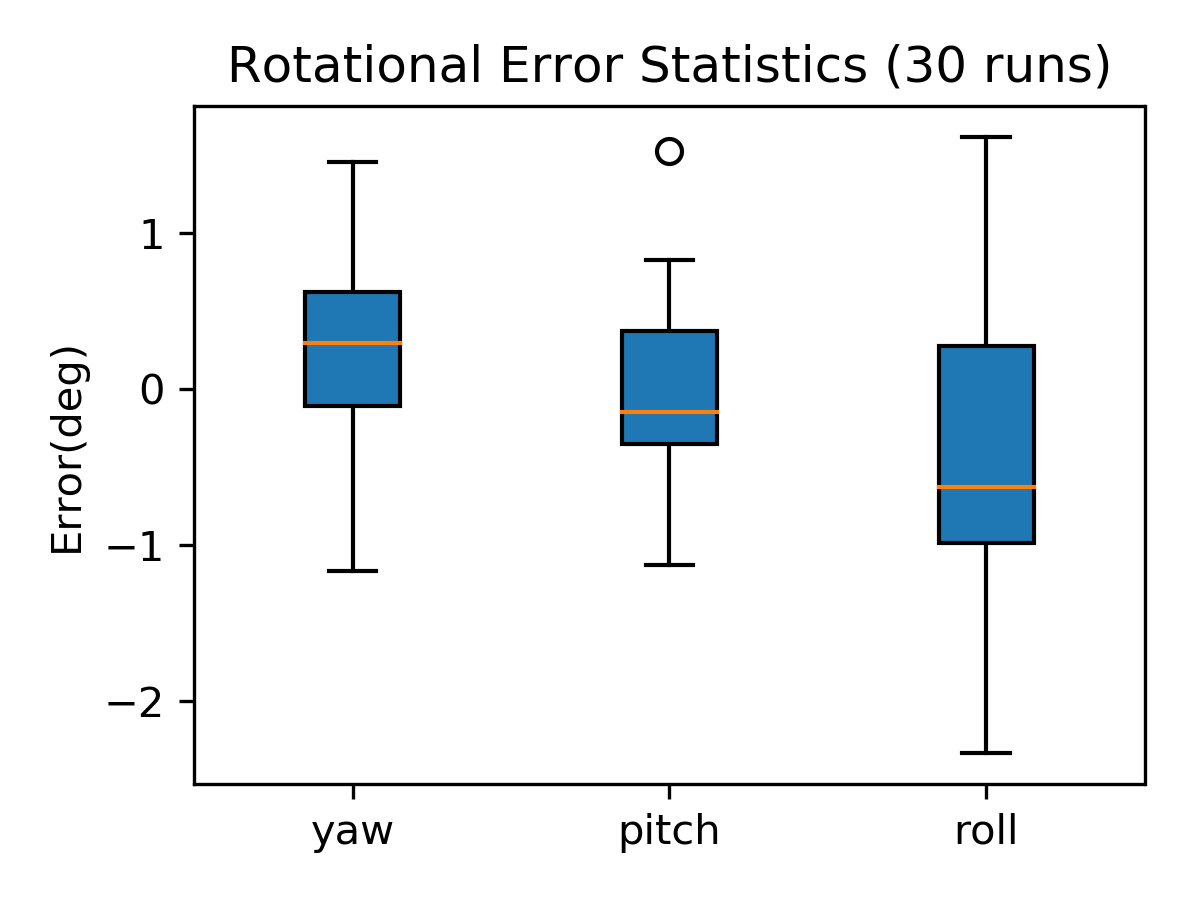 Rotational Error Statistics (30 runs)
Error(deg)
1
0
−1
−2
yaw pitch roll